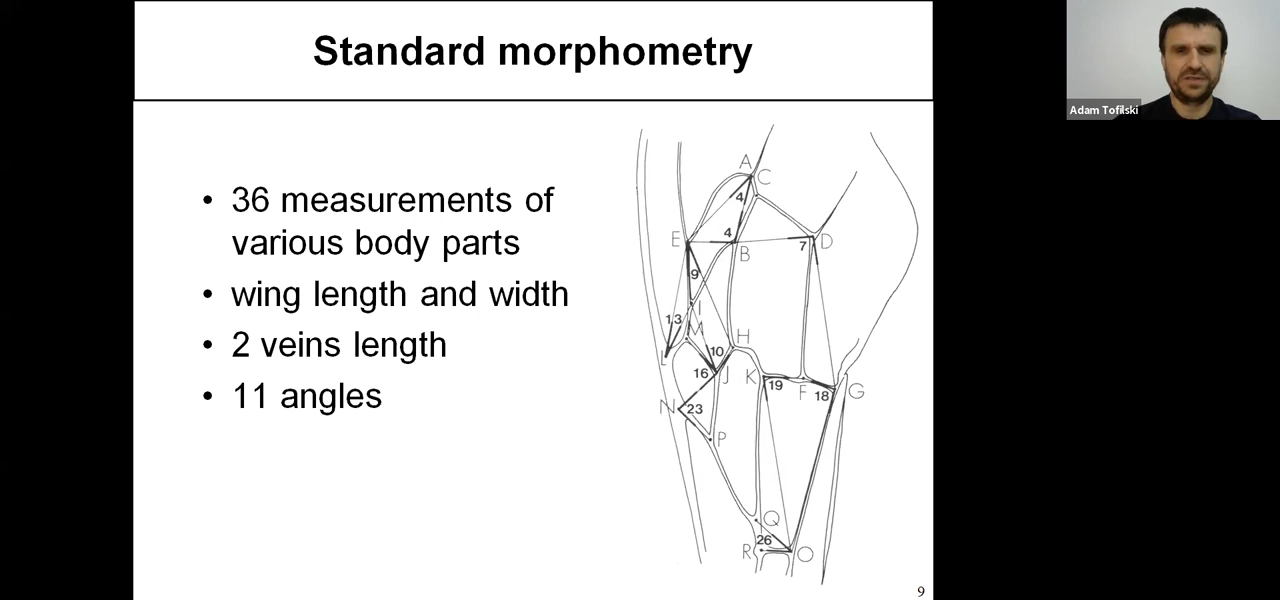 Standard morphometry
Adam Tofilski
• 36 measurements of
various body parts
• wing length and width
• 2 veins length
• 11 angles
A
C
4
E
4
B
7
D
9
I
13
M
H
L
10
16
J
K
19
F
18
G
N
23
P
Q
26
R
O
9